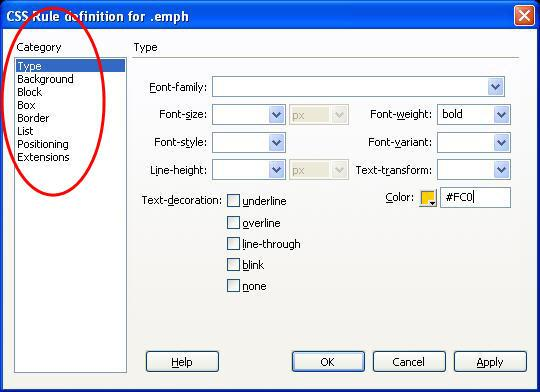 CSS Rule definition for .emph
Category
Type
Background
Block
Box
Border
List
Positioning
Extensions
Type
Font-family:
Font-size: px Font-weight: bold
Font-style: Font-variant:
Line-height: px Text-transform:
Text-decoration: underline Color: #FC0
overline
line-through
blink
none
Help OK Cancel Apply